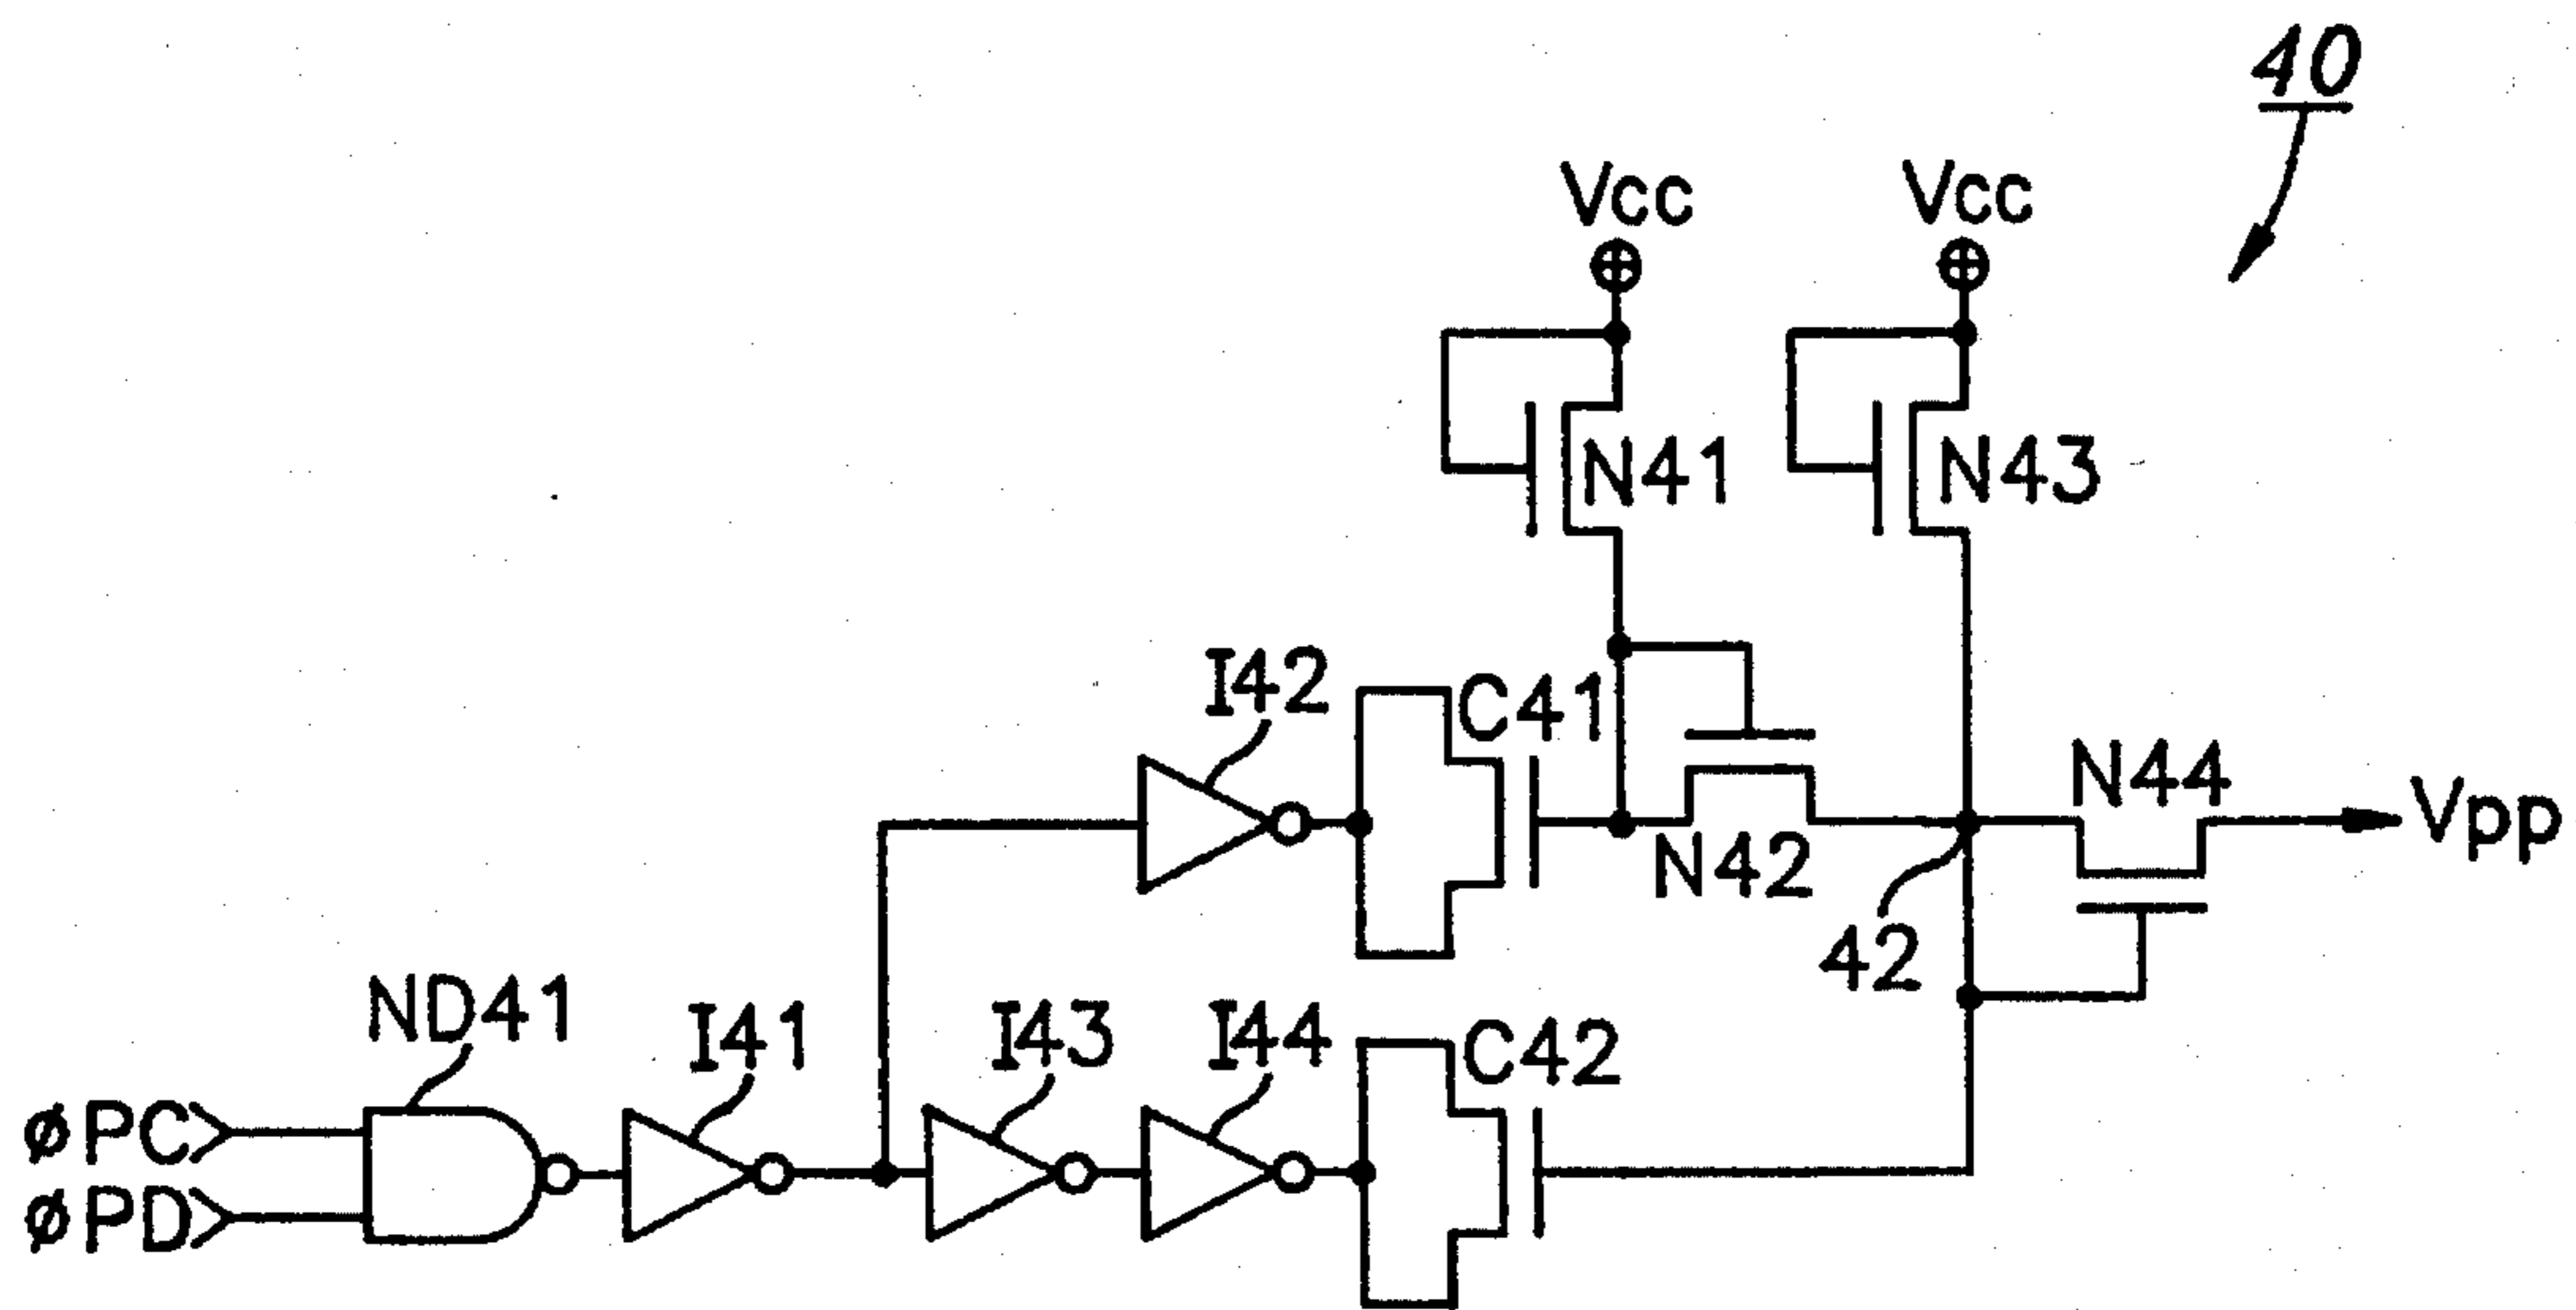 40
Vcc Vcc
N41 N43
I42 C41 N44
Vpp
N42
42
ND41 I41 I43 I44 C42
øPC
øPD